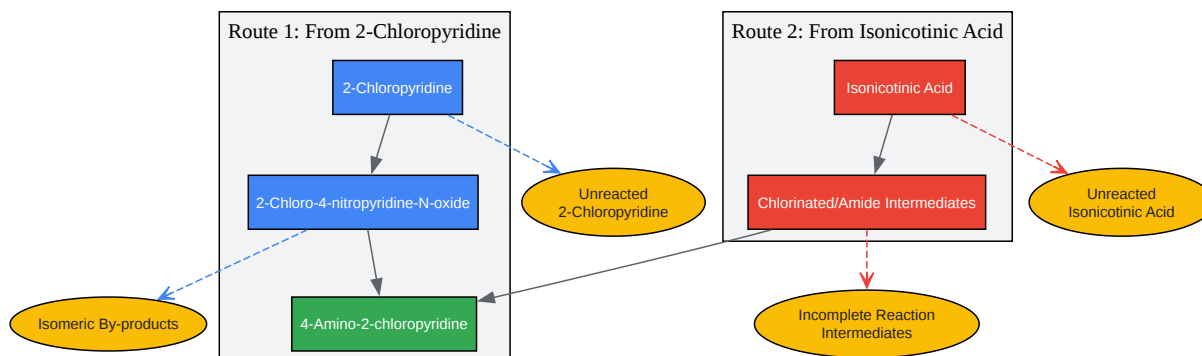 Route 1: From 2-Chloropyridine
Route 2: From Isonicotinic Acid
2-Chloropyridine
Isonicotinic Acid
2-Chloro-4-nitropyridine-N-oxide
Unreacted
2-Chloropyridine
Chlorinated/Amide Intermediates
Unreacted
Isonicotinic Acid
Isomeric By-products
4-Amino-2-chloropyridine
Incomplete Reaction
Intermediates